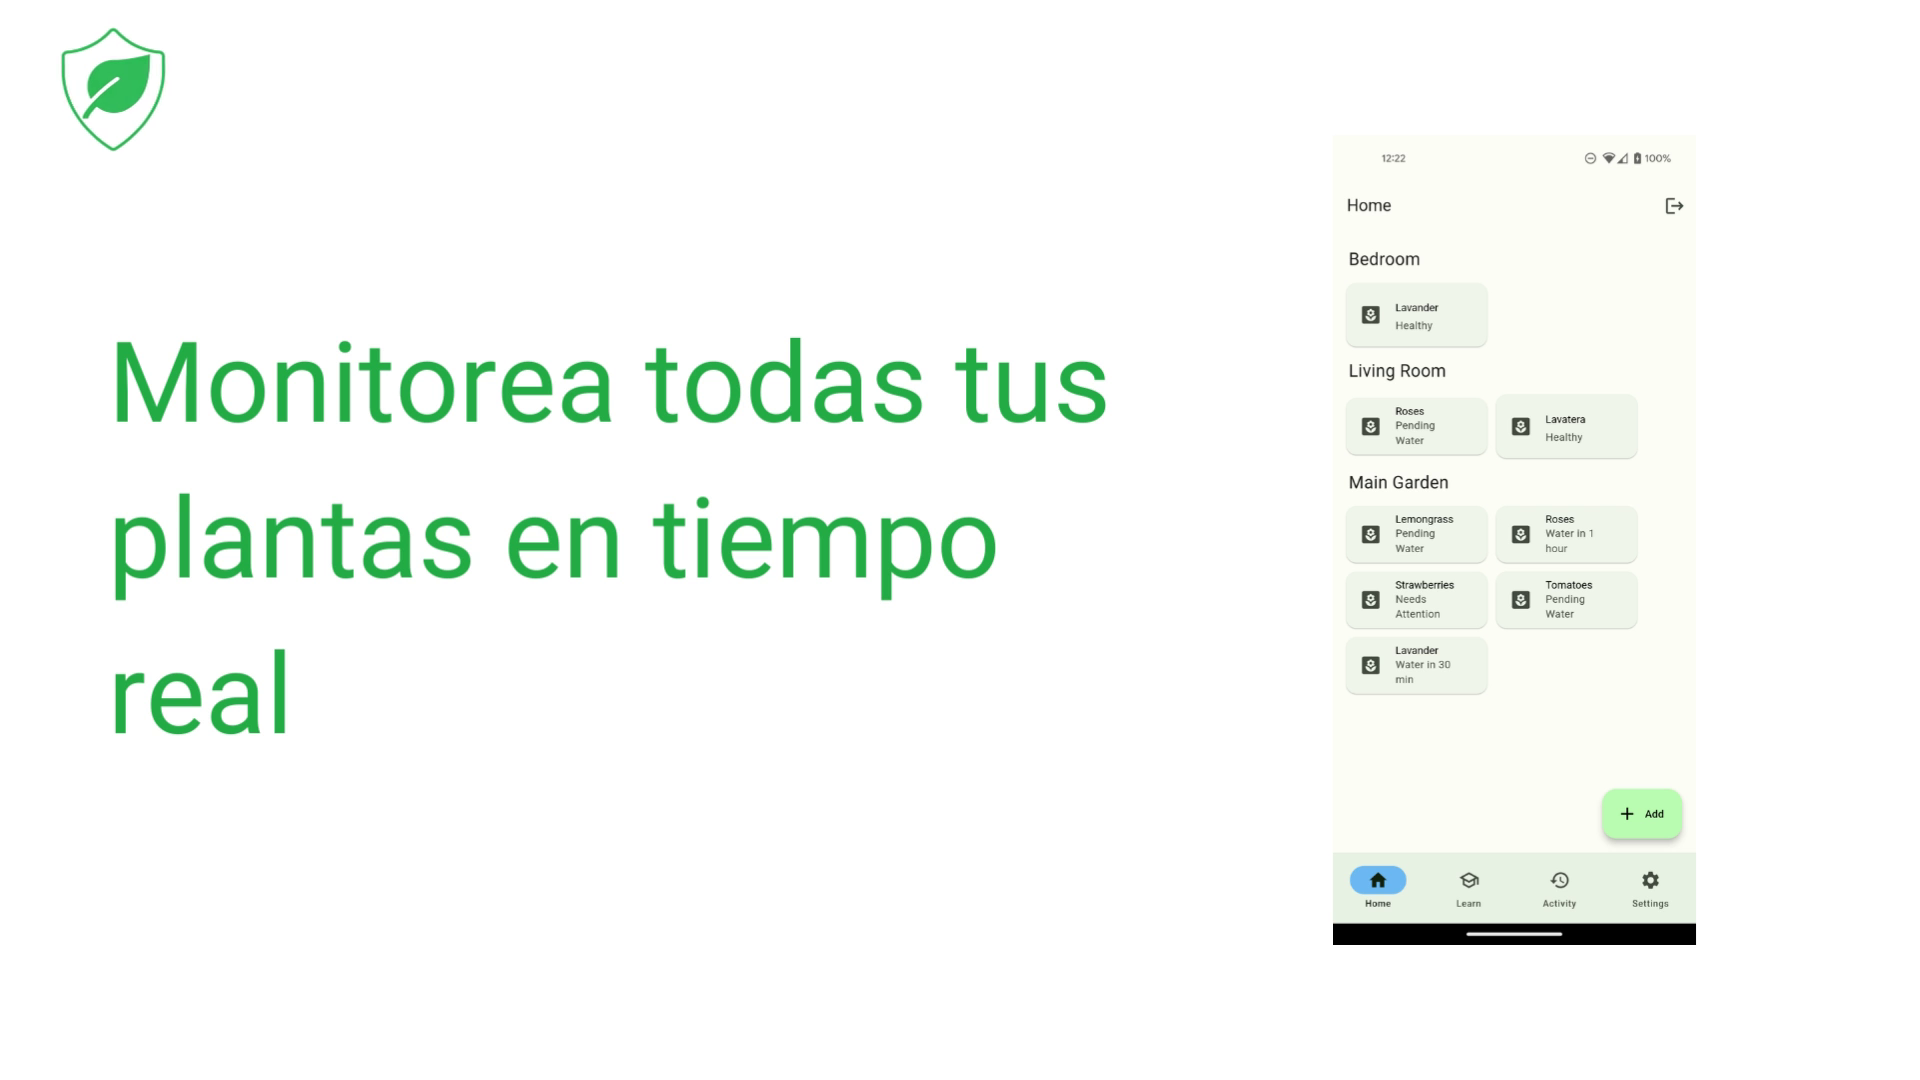 Monitorea todas tus
plantas en tiempo
real
12:22
100%
Home
Bedroom
Lavander
Healthy
Living Room
Roses
Pending
Water
Lavatera
Healthy
Main Garden
Lemongrass
Pending
Water
Roses
Water in 1
hour
Strawberries
Needs
Attention
Tomatoes
Pending
Water
Lavander
Water in 30
min
+ Add
Home
Learn
Activity
Settings